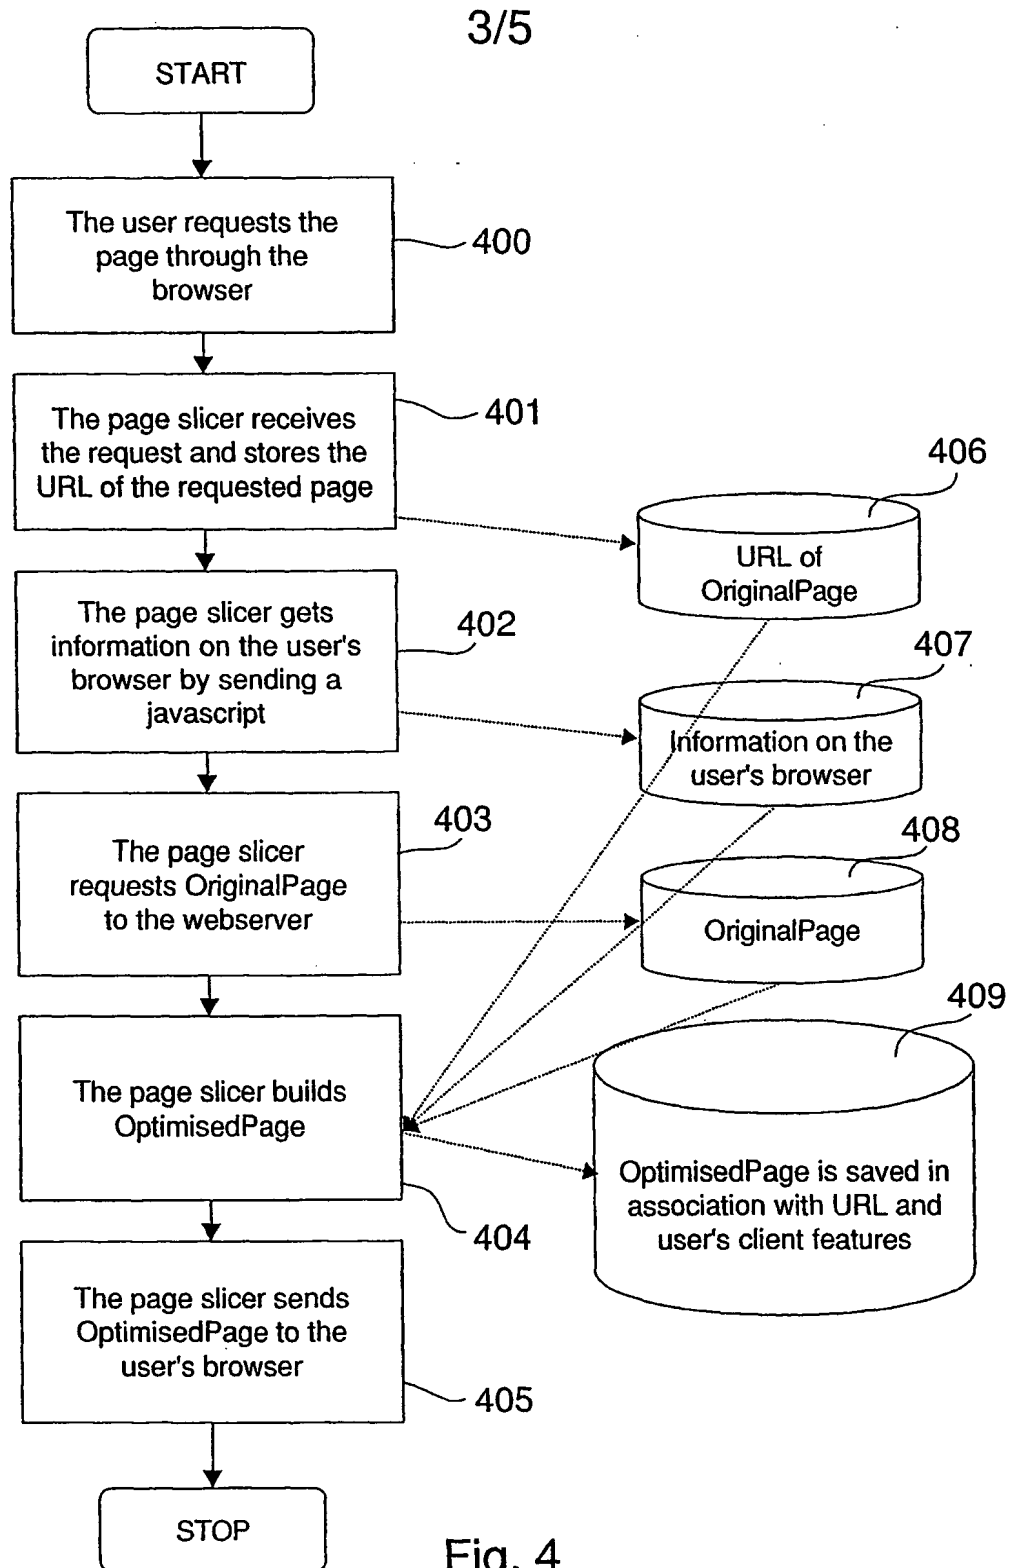 3/5
START
The user requests the
page through the
browser
400
The page slicer receives
the request and stores the
URL of the requested page
401
406
URL of
OriginalPage
The page slicer gets
information on the user's
browser by sending a
javascript
402
407
Information on the
user's browser
The page slicer
requests OriginalPage
to the webserver
403
408
OriginalPage
The page slicer builds
OptimisedPage
404
409
OptimisedPage is saved in
association with URL and
user's client features
The page slicer sends
OptimisedPage to the
user's browser
405
STOP
Fig. 4